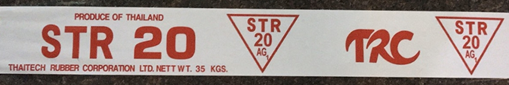 PRODUCE OF THAILAND
STR 20
THAITECH RUBBER CORPORATION LTD. NETT WT. 35 KGS.
STR
20
AG,
TRC
STR
20
AG,